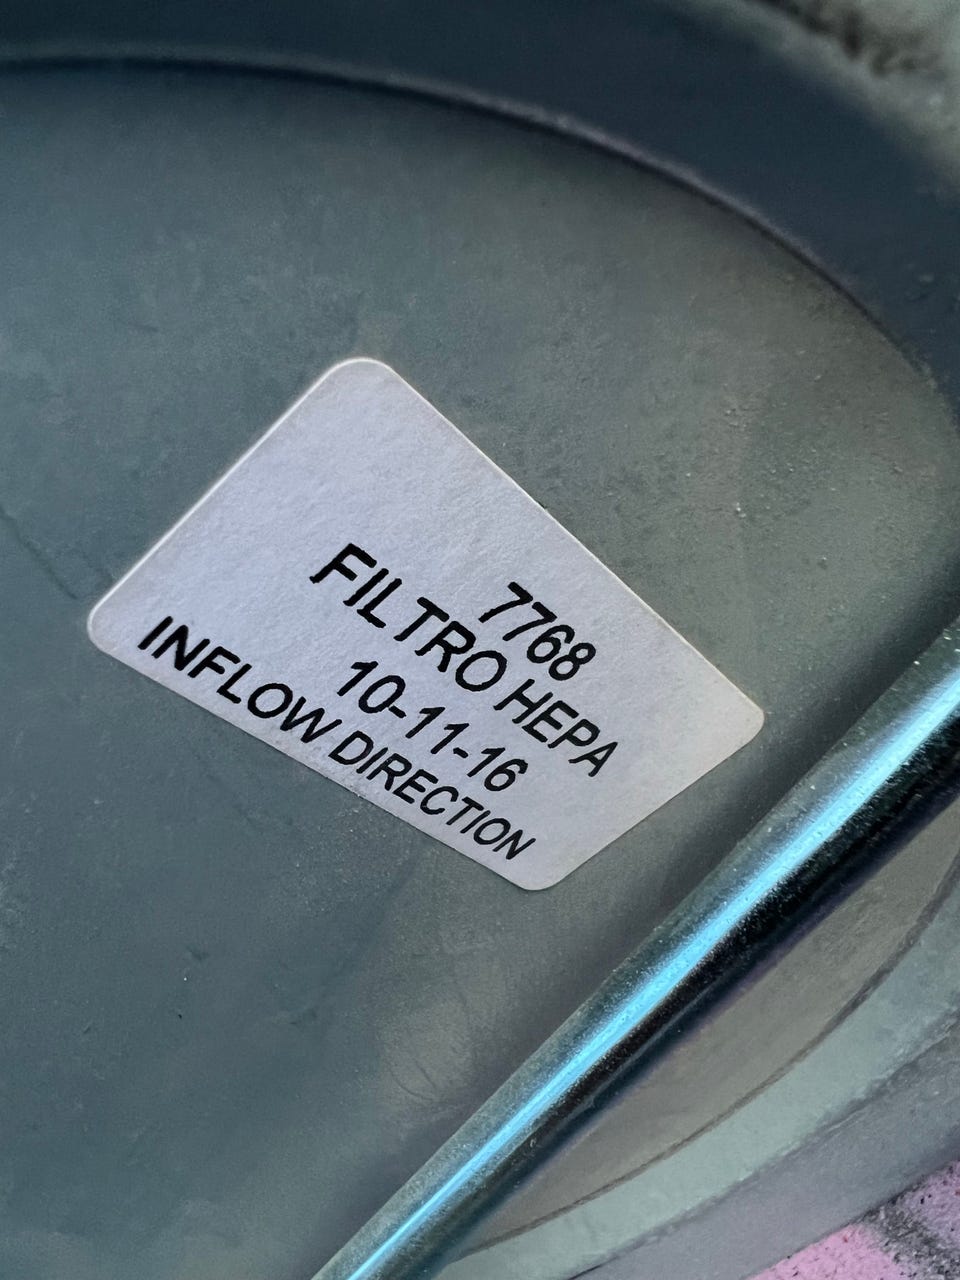 7768
FILTRO HEPA
10-11-16
INFLOW DIRECTION